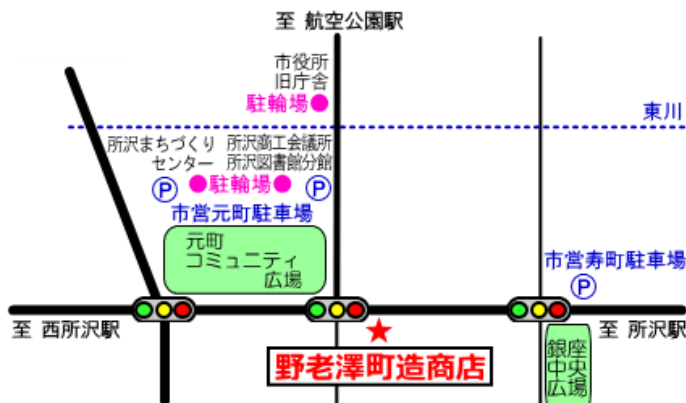 至 航空公園駅
市役所
旧庁舎
駐輪場
東川
所沢まちづくり
センター
所沢商工会議所
所沢図書館分館
P
駐輪場
P
市営元町駐車場
元町
コミュニティ
広場
市営寿町駐車場
P
至 西所沢駅
至 所沢駅
野老澤町造商店
銀座
中央
広場